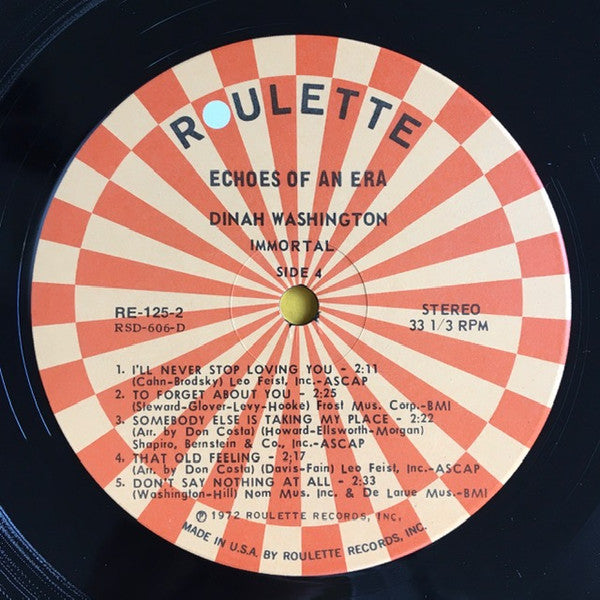 ROULETTE
ECHOES OF AN ERA
DINAH WASHINGTON
IMMORTAL
SIDE 4
RE-125-2
RSD-606-D
STEREO
33 1/3 RPM
1. I'LL NEVER STOP LOVING YOU - 2:11
(Cahn-Brodsky) Leo Feist, Inc.-ASCAP
2. TO FORGET ABOUT YOU - 2:25
(Steward-Glover-Levy-Hooke) Frost Mus. Corp.-BMI
3. SOMEBODY ELSE IS TAKING MY PLACE - 2:22
(Arr. by Don Costa) (Howard-Ellsworth-Morgan)
Shapiro, Bernstein & Co., Inc.-ASCAP
4. THAT OLD FEELING - 2:17
(Arr. by Don Costa) (Davis-Fain) Leo Feist, Inc.-ASCAP
5. DON'T SAY NOTHING AT ALL - 2:33
(Washington-Hill) Nom Mus. Inc. & De Larue Mus.-BMI
℗ 1972 ROULETTE RECORDS, INC.
MADE IN U.S.A. BY ROULETTE RECORDS, INC.